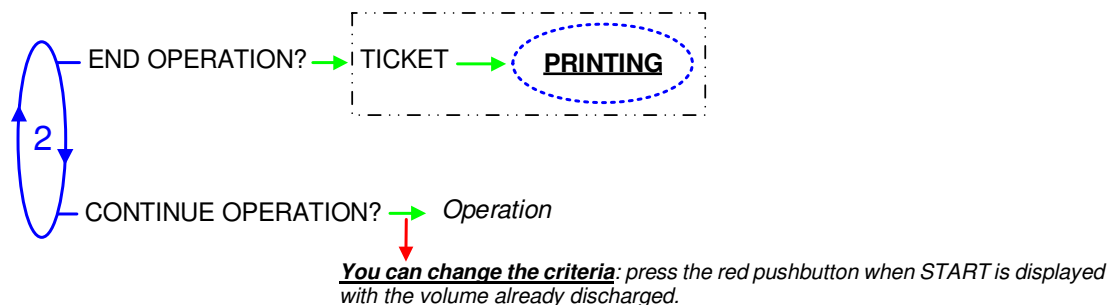 END OPERATION? TICKET PRINTING
2
CONTINUE OPERATION? Operation
You can change the criteria: press the red pushbutton when START is displayed
with the volume already discharged.